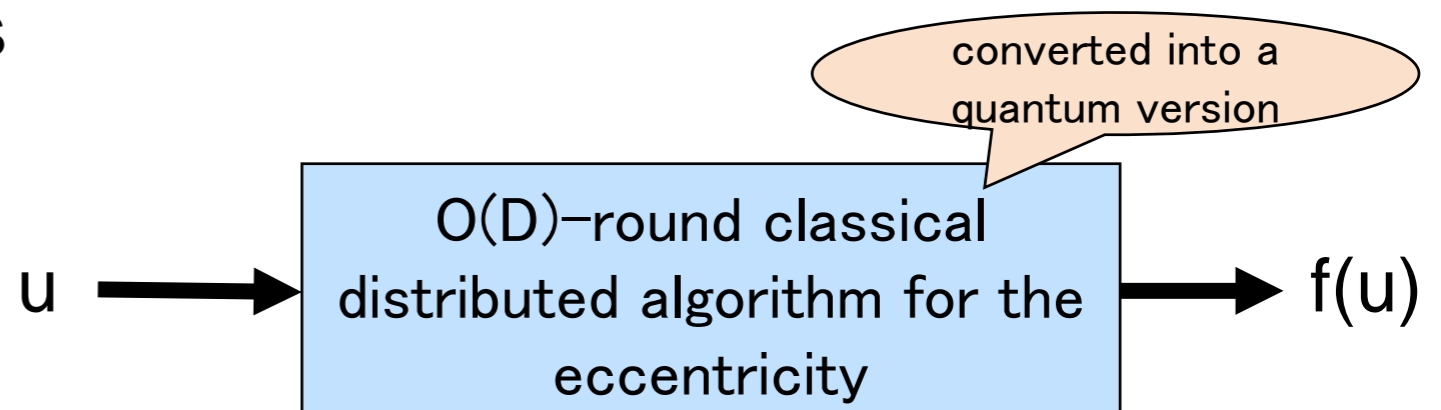 s
converted into a
quantum version
O(D)-round classical
u
distributed algorithm for the
f(u)
eccentricity